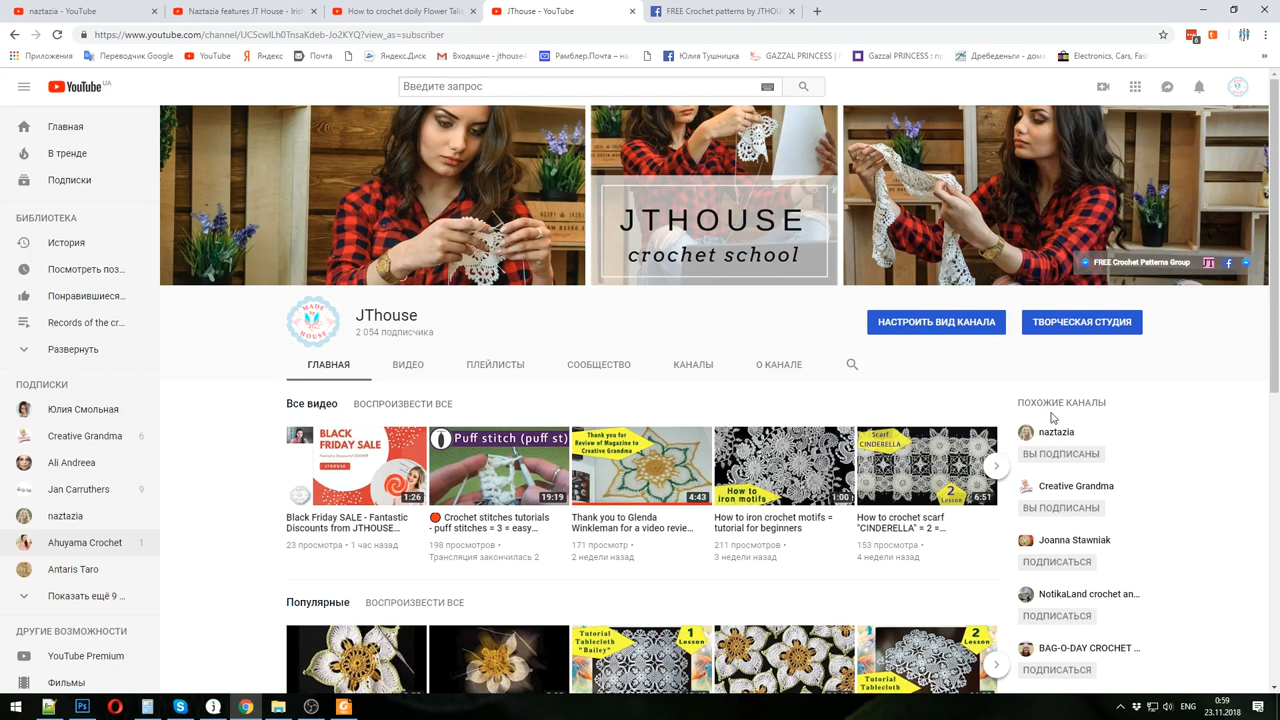 naztazia - YouTube
Naztazia features JT House - Irish
How to crochet doily Flower Tal
JThouse - YouTube
FREE Crochet patterns by JTHOU
https://www.youtube.com/channel/UC5cwILh0TnsaKdeb-Jo2KYQ?view_as=subscriber
6
Приложения
Переводчик Google
YouTube
Яндекс
Почта
Яндекс.Диск
Входящие - jthouse4
Рамблер.Почта – на
Юлия Тушницка
GAZZAL PRINCESS |
Gazzal PRINCESS : пр
Дребеденьги - дома
Electronics, Cars, Fas
YouTube UA
Введите запрос
Главная
В тренде
Подписки
БИБЛИОТЕКА
История
Посмотреть поз...
Понравившиеся...
Records of the cr...
Развернуть
ПОДПИСКИ
Юлия Смольная
Creative Grandma 6
Ali Andreea
Jan Carruthers 9
naztazia
Ahuyama Crochet 1
Antaris Taro
Показать ещё 9 ...
ДРУГИЕ ВОЗМОЖНОСТИ
YouTube Premium
Фильмы
JTHOUSE
crochet school
FREE Crochet Patterns Group
JT
MADE
by
HOUSE
JThouse
2 054 подписчика
НАСТРОИТЬ ВИД КАНАЛА
ТВОРЧЕСКАЯ СТУДИЯ
ГЛАВНАЯ
ВИДЕО
ПЛЕЙЛИСТЫ
СООБЩЕСТВО
КАНАЛЫ
О КАНАЛЕ
Все видео
ВОСПРОИЗВЕСТИ ВСЕ
BLACK
FRIDAY SALE
JTHOUSE
1:26
Black Friday SALE - Fantastic
Discounts from JTHOUSE...
23 просмотра • 1 час назад
Puff stitch (puff st)
19:19
Crochet stitches tutorials
- puff stitches = 3 = easy...
198 просмотров •
Трансляция закончилась 2
Thank you for
Review of Magazine to
Creative Grandma
4:43
Thank you to Glenda
Winkleman for a video revie...
171 просмотр •
2 недели назад
How to
iron motifs
1:00
How to iron crochet motifs =
tutorial for beginners
211 просмотров •
3 недели назад
Scarf
CINDERELLA
2
Lesson
6:51
How to crochet scarf
"CINDERELLA" = 2 =...
153 просмотра •
4 недели назад
Популярные
ВОСПРОИЗВЕСТИ ВСЕ
Tutorial
Tablecloth
"Bailey"
1
Lesson
Tutorial
Tablecloth
2
Lesson
ПОХОЖИЕ КАНАЛЫ
naztazia
ВЫ ПОДПИСАНЫ
Creative Grandma
ВЫ ПОДПИСАНЫ
Joanna Stawniak
ПОДПИСАТЬСЯ
NotikaLand crochet an...
ПОДПИСАТЬСЯ
BAG-O-DAY CROCHET ...
ПОДПИСАТЬСЯ
ENG
0:59
23.11.2018